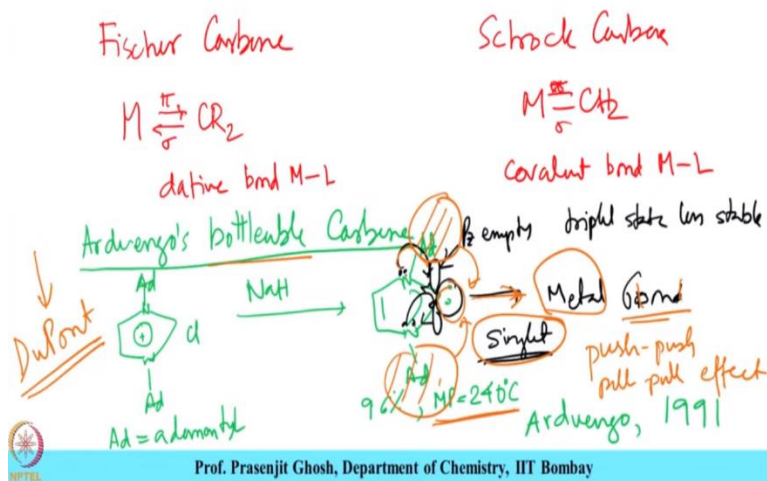 Fischer Carbene
Schrock Carbene
M ⇌ CR2
π
σ
M = CH2
σ
dative bond M-L
covalent bond M-L
Arduengo's bottleable Carbene
Pz empty
triplet state less stable
DuPont
Ad
NaH
Cl
Ad
Ad
Metal
σ bond
Singlet
push-push
pull pull effect
Ad
96%, MP=240°C
Ad = adamantyl
Arduengo, 1991
NPTEL
Prof. Prasenjit Ghosh, Department of Chemistry, IIT Bombay